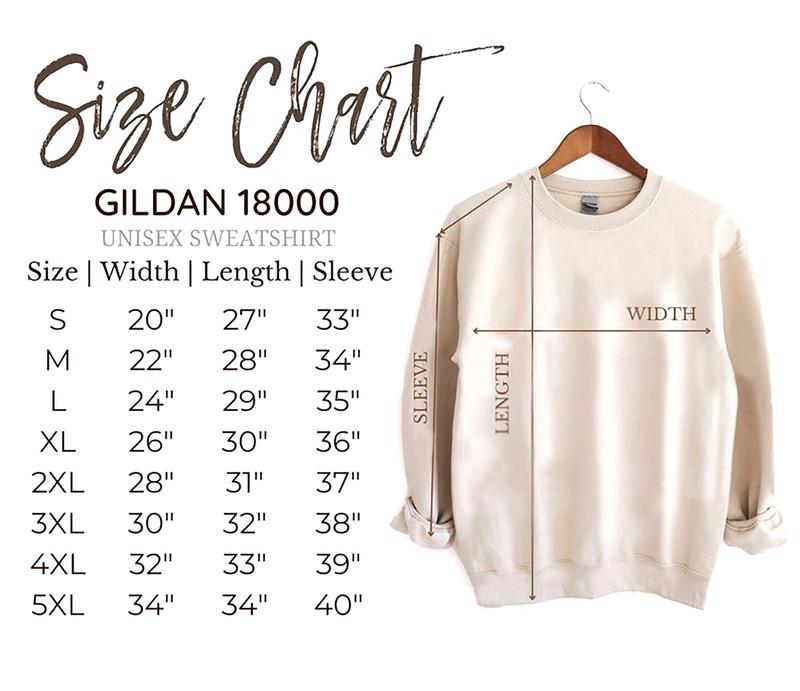 Size Chart
GILDAN 18000
UNISEX SWEATSHIRT
Size | Width | Length | Sleeve
S 20" 27" 33"
M 22" 28" 34"
L 24" 29" 35"
XL 26" 30" 36"
2XL 28" 31" 37"
3XL 30" 32" 38"
4XL 32" 33" 39"
5XL 34" 34" 40"
WIDTH
SLEEVE
LENGTH